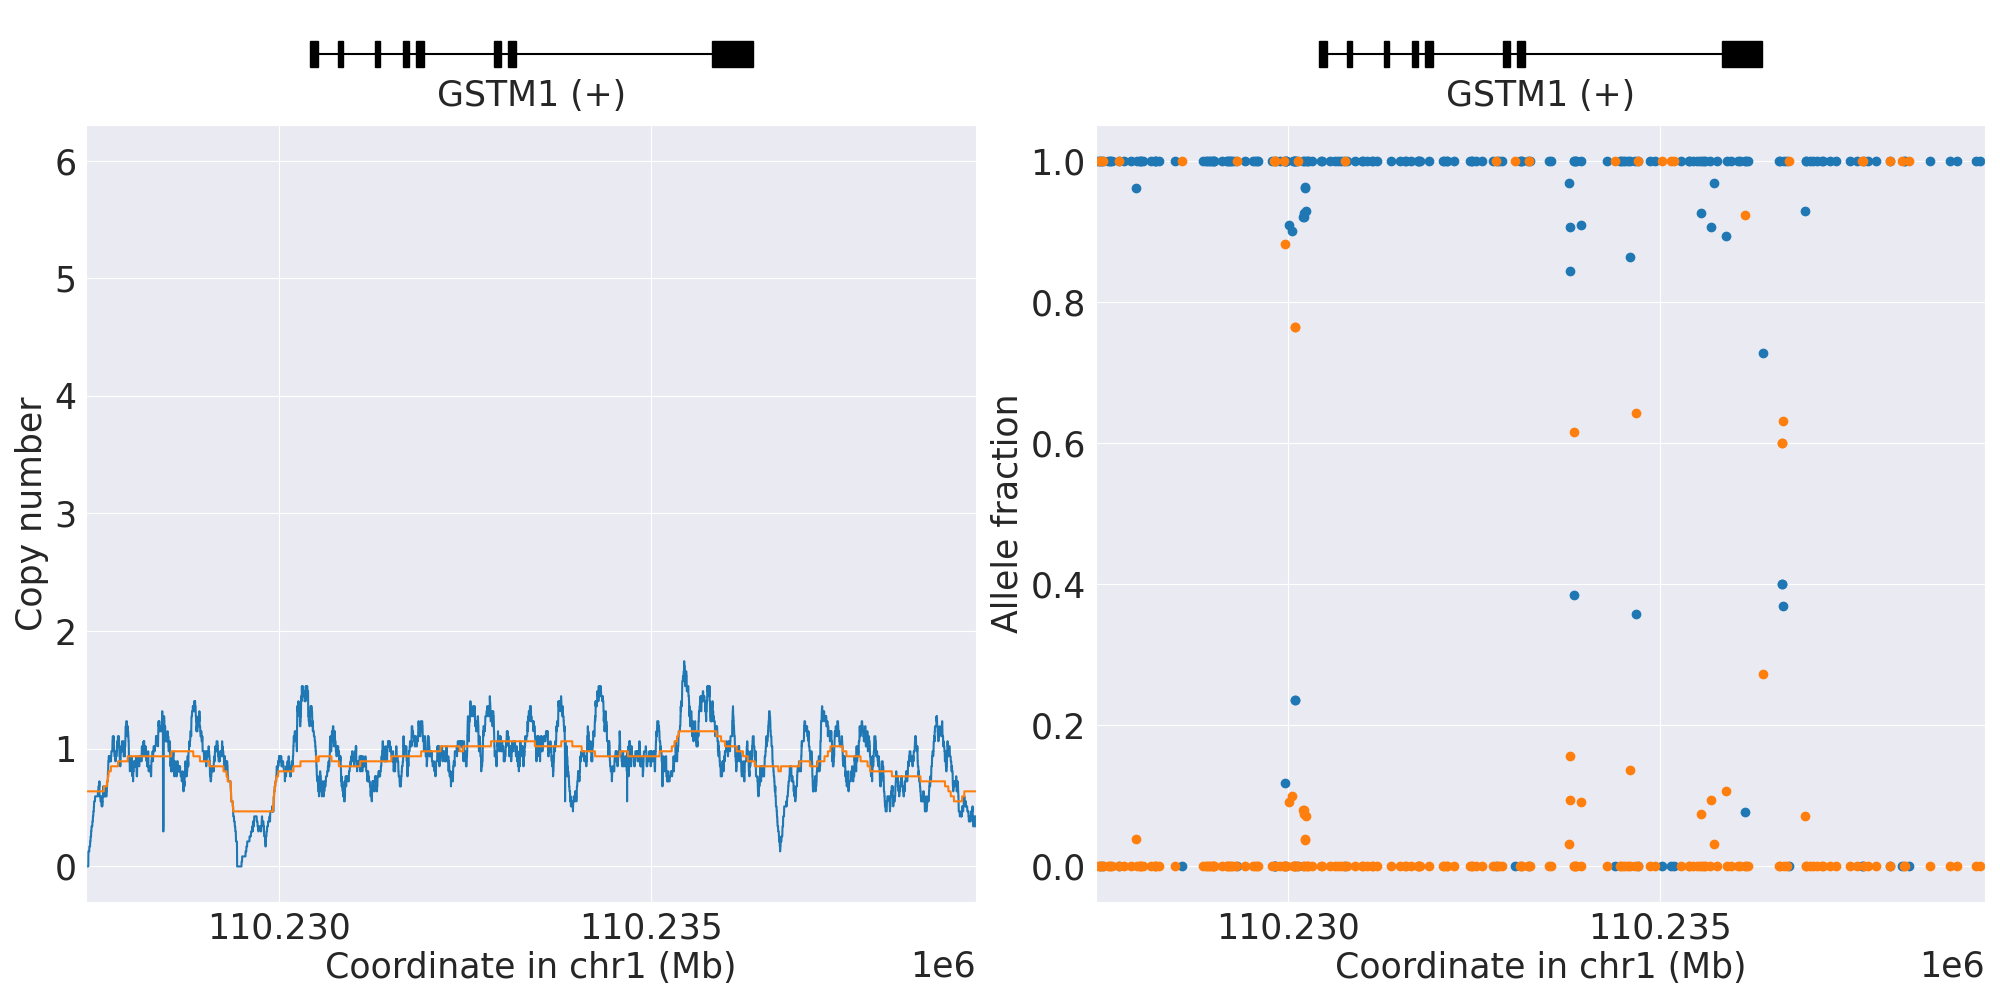 GSTM1 (+)
GSTM1 (+)
Copy number
6
5
4
3
2
1
0
110.230
110.235
Coordinate in chr1 (Mb)
1e6
Allele fraction
1.0
0.8
0.6
0.4
0.2
0.0
110.230
110.235
Coordinate in chr1 (Mb)
1e6